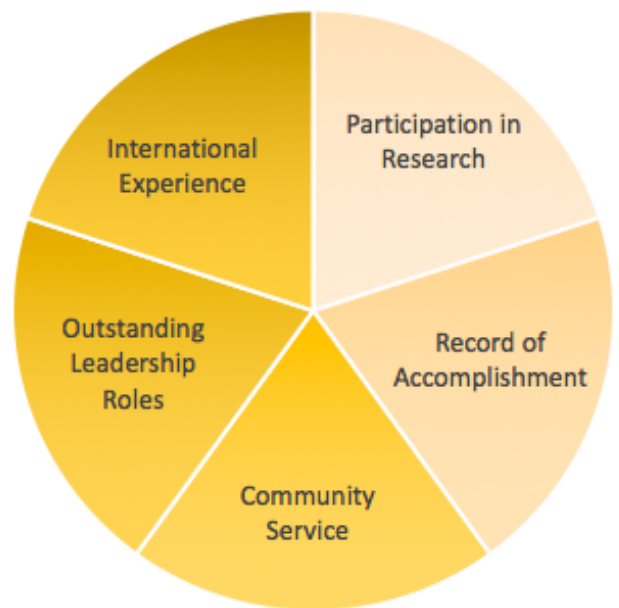 Participation in
Research
Record of
Accomplishment
Community
Service
Outstanding
Leadership
Roles
International
Experience